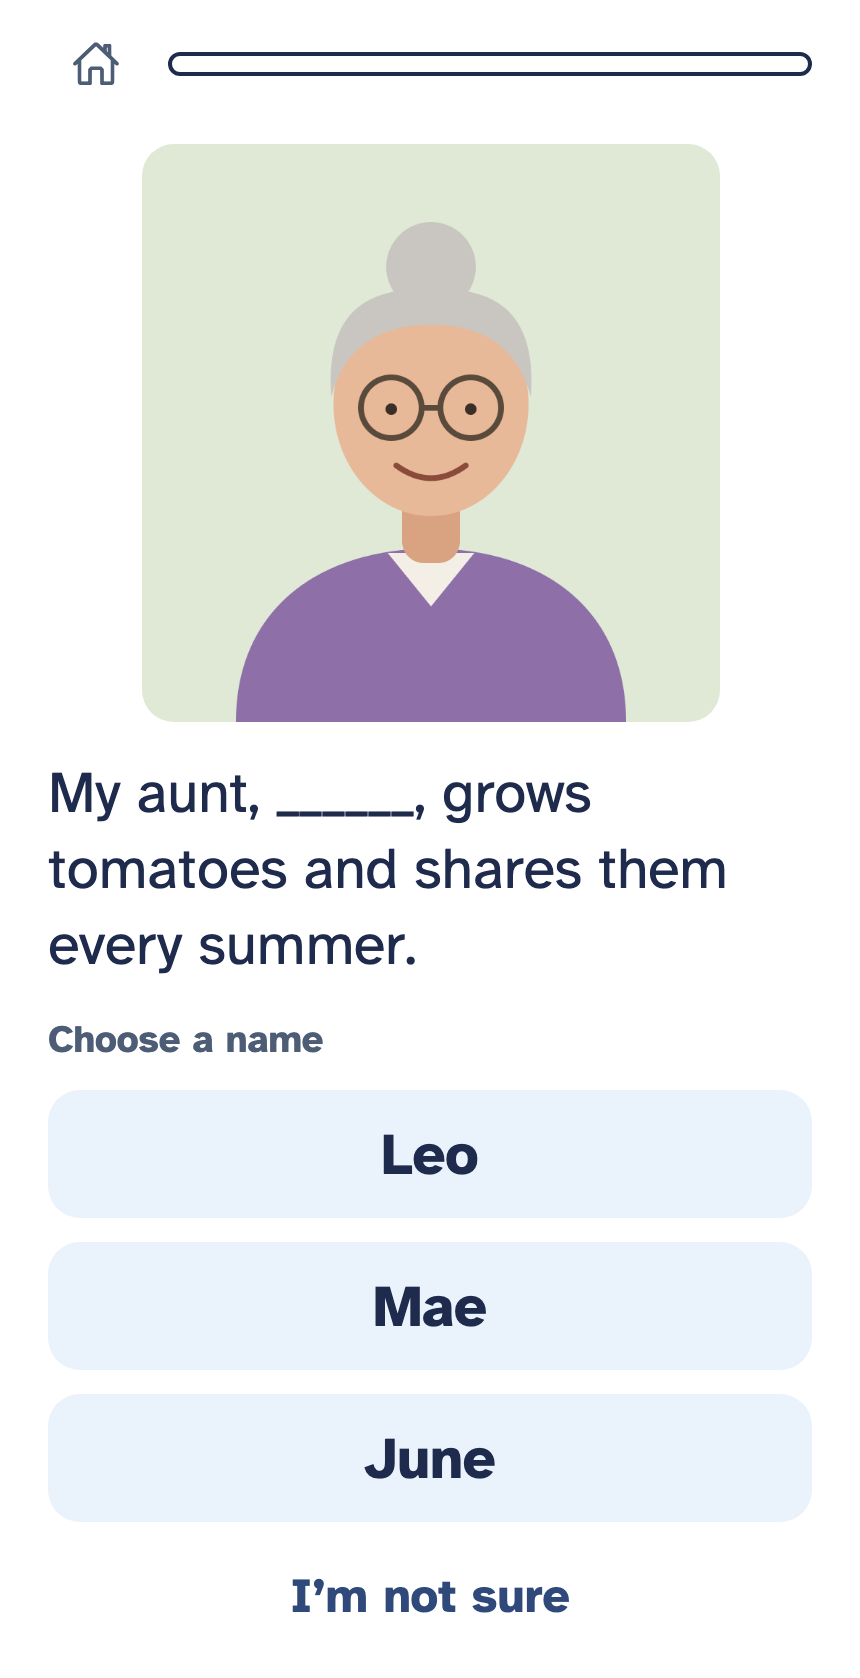 My aunt, ______, grows
tomatoes and shares them
every summer.
Choose a name
Leo
Mae
June
I’m not sure